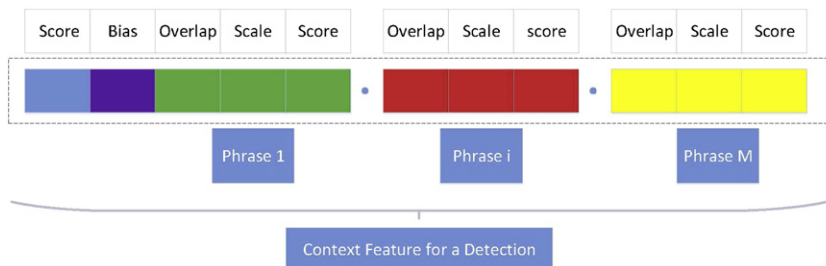 Score Bias Overlap Scale Score Overlap Scale score Overlap Scale Score
Phrase 1 Phrase i Phrase M
Context Feature for a Detection